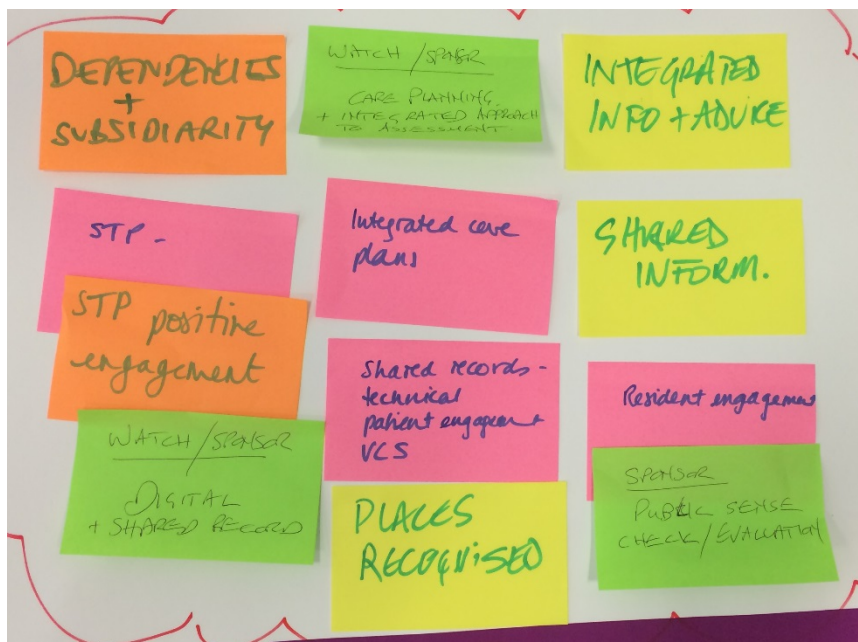 DEPENDENCIES
+
SUBSIDIARITY
WATCH / SPONSOR
CARE PLANNING
+ INTEGRATED APPROACH
TO ASSESSMENT
INTEGRATED
INFO + ADVICE
STP -
Integrated care
plans
SHARED
INFORM.
STP positive
engagement
Shared records -
technical
patient engagement
VCS
Resident engagement
WATCH / SPONSOR
DIGITAL
+ SHARED RECORD
PLACES
RECOGNISED
SPONSOR
PUBLIC SENSE
CHECK / EVALUATION